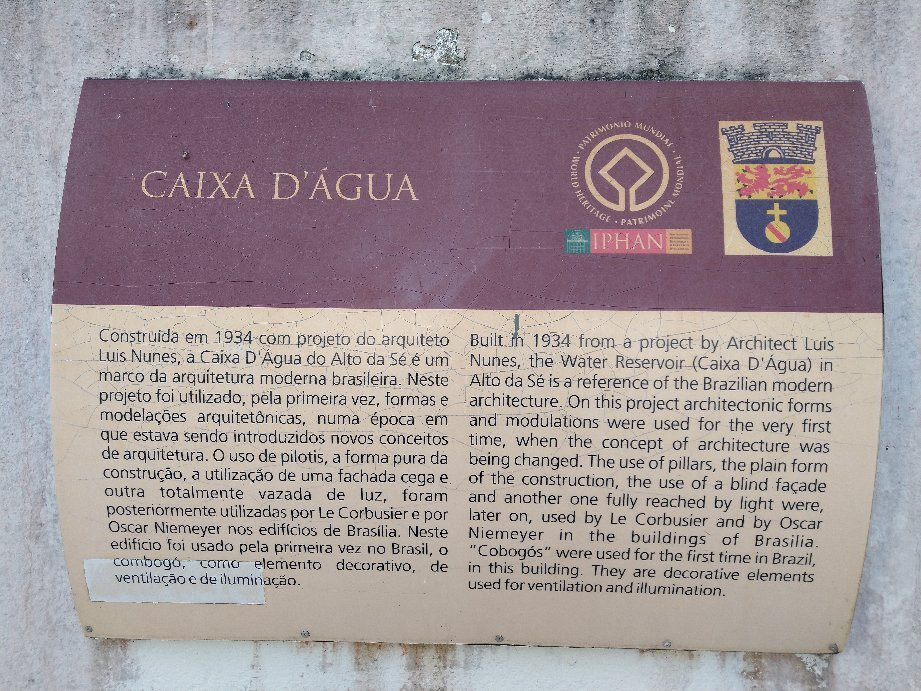 CAIXA D'ÁGUA
WORLD HERITAGE · PATRIMONIO MUNDIAL · PATRIMOINE MONDIAL
IPHAN
Construída em 1934 com projeto do arquiteto
Luis Nunes, a Caixa D'Água do Alto da Sé é um
marco da arquitetura moderna brasileira. Neste
projeto foi utilizado, pela primeira vez, formas e
modelações arquitetônicas, numa época em
que estava sendo introduzidos novos conceitos
de arquitetura. O uso de pilotis, a forma pura da
construção, a utilização de uma fachada cega e
outra totalmente vazada de luz, foram
posteriormente utilizadas por Le Corbusier e por
Oscar Niemeyer nos edifícios de Brasília. Neste
edifício foi usado pela primeira vez no Brasil, o
combogó, como elemento decorativo, de
ventilação e de iluminação.
Built in 1934 from a project by Architect Luis
Nunes, the Water Reservoir (Caixa D'Água) in
Alto da Sé is a reference of the Brazilian modern
architecture. On this project architectonic forms
and modulations were used for the very first
time, when the concept of architecture was
being changed. The use of pillars, the plain form
of the construction, the use of a blind façade
and another one fully reached by light were,
later on, used by Le Corbusier and by Oscar
Niemeyer in the buildings of Brasilia.
"Cobogós" were used for the first time in Brazil,
in this building. They are decorative elements
used for ventilation and illumination.